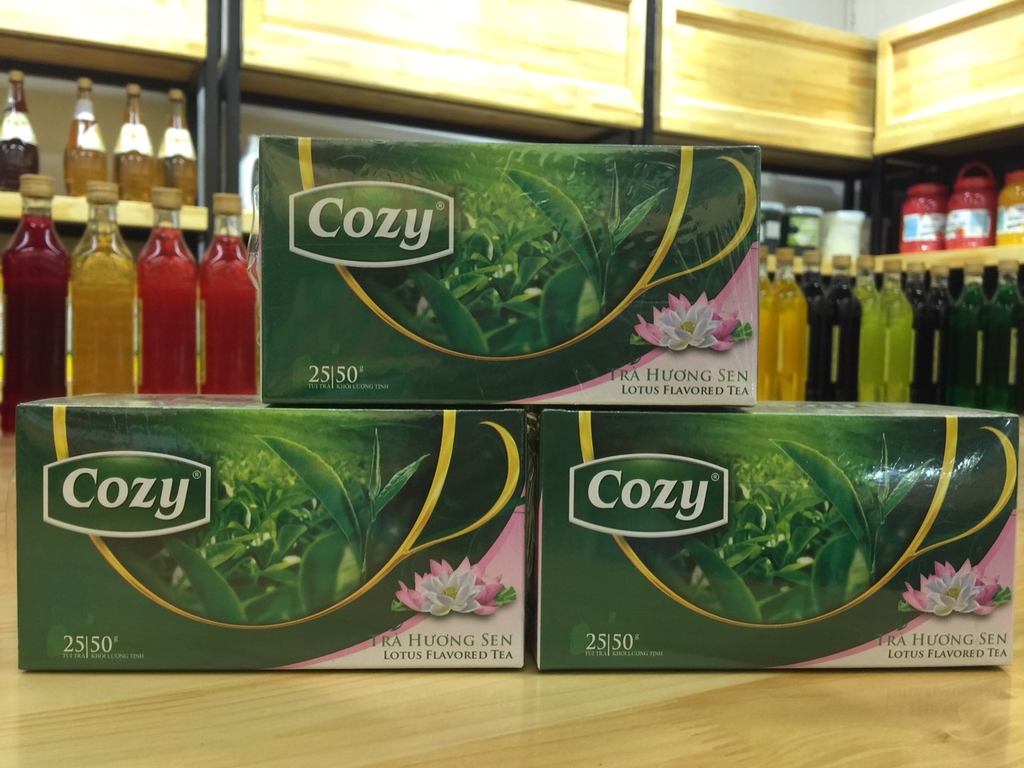 Cozy®
25|50g
TÚI TRÀ KHỐI LƯỢNG TỊNH
TRÀ HƯƠNG SEN
LOTUS FLAVORED TEA
Cozy®
25|50g
TÚI TRÀ KHỐI LƯỢNG TỊNH
TRÀ HƯƠNG SEN
LOTUS FLAVORED TEA
Cozy®
25|50g
TÚI TRÀ KHỐI LƯỢNG TỊNH
TRÀ HƯƠNG SEN
LOTUS FLAVORED TEA